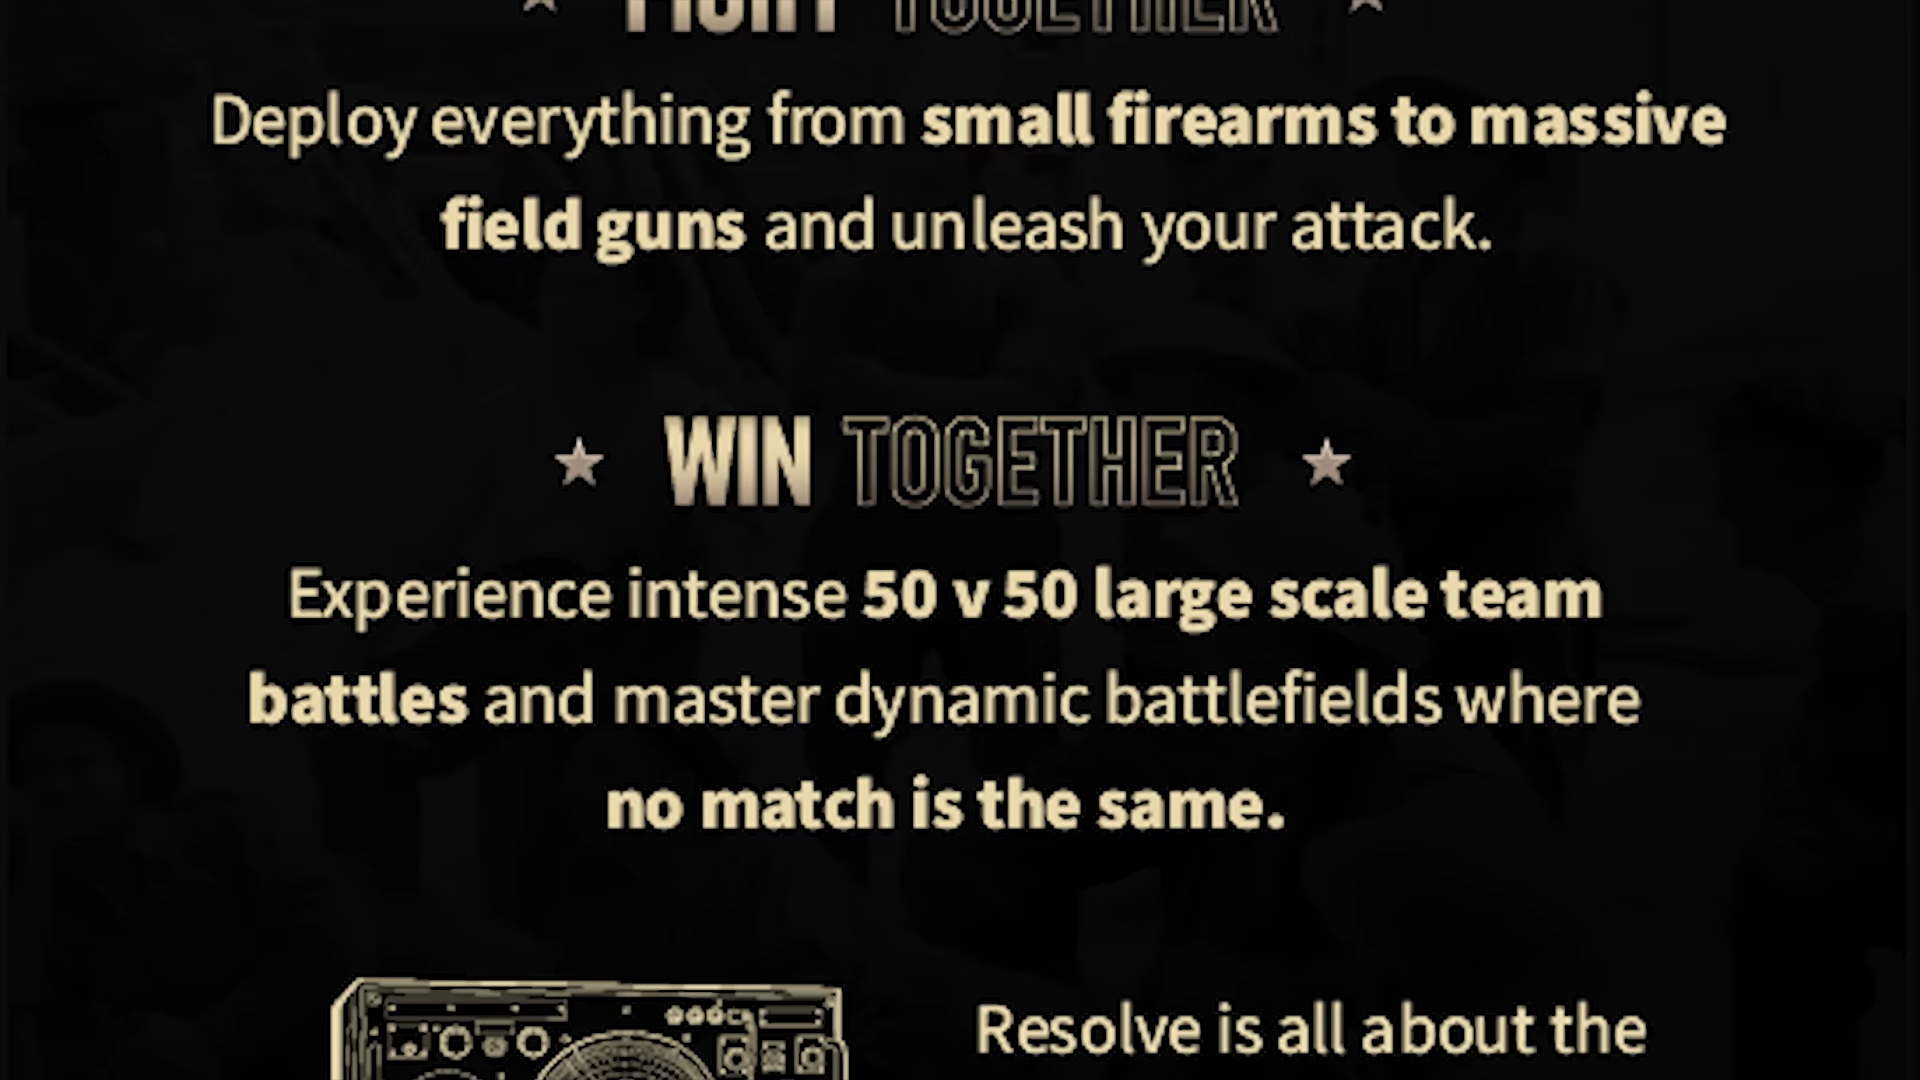 FIGHT TOGETHER
Deploy everything from small firearms to massive
field guns and unleash your attack.
WIN TOGETHER
Experience intense 50 v 50 large scale team
battles and master dynamic battlefields where
no match is the same.
Resolve is all about the